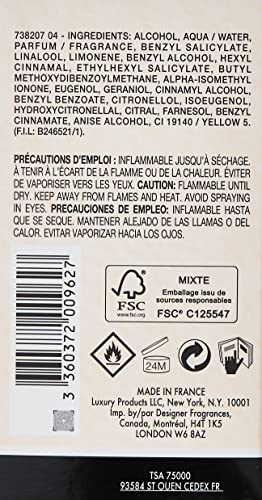 738207 04 - INGREDIENTS: ALCOHOL, AQUA / WATER,
PARFUM / FRAGRANCE, BENZYL SALICYLATE,
LINALOOL, LIMONENE, BENZYL ALCOHOL, HEXYL
CINNAMAL, ETHYLHEXYL SALICYLATE, BUTYL
METHOXYDIBENZOYLMETHANE, ALPHA-ISOMETHYL
IONONE, EUGENOL, GERANIOL, CINNAMYL ALCOHOL,
BENZYL BENZOATE, CITRONELLOL, ISOEUGENOL,
HYDROXYCITRONELLAL, CITRAL, FARNESOL, BENZYL
CINNAMATE, ANISE ALCOHOL, CI 19140 / YELLOW 5.
(F.I.L: B246521/1).
PRÉCAUTIONS D'EMPLOI : INFLAMMABLE JUSQU'À SÉCHAGE.
À TENIR À L'ÉCART DE LA FLAMME OU DE LA CHALEUR. ÉVITER
DE VAPORISER VERS LES YEUX. CAUTION: FLAMMABLE UNTIL
DRY. KEEP AWAY FROM FLAMES AND HEAT. AVOID SPRAYING
IN EYES. PRECAUCIONES DE EMPLEO: INFLAMABLE HASTA
QUE SE SEQUE. MANTENER ALEJADO DE LAS LLAMAS O DEL
CALOR. EVITAR VAPORIZAR HACIA LOS OJOS.
3 360372 009627
FSC
www.fsc.org
MIXTE
Emballage issu de
sources responsables
FSC® C125547
24M
MADE IN FRANCE
Luxury Products LLC, New York, N.Y. 10001
Imp. by/par Designer Fragrances,
Canada, Montréal, H4T 1K5
LONDON W6 8AZ
TSA 75000
93584 ST OUEN CEDEX FR